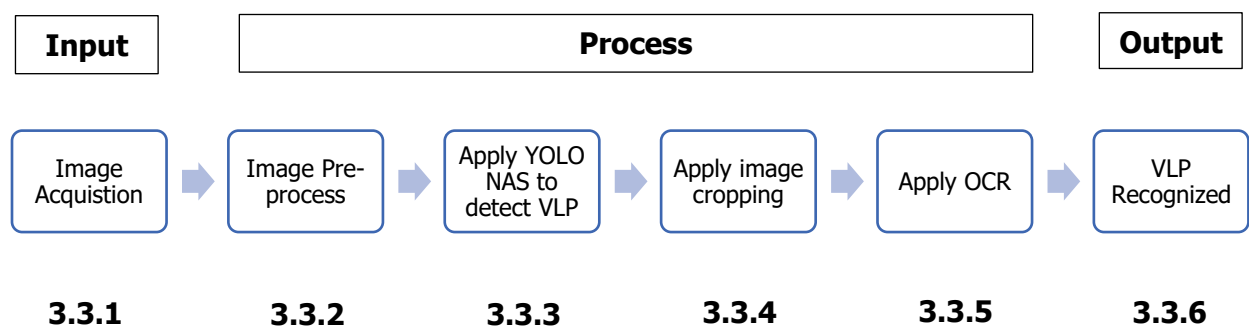 Input
Process
Output
Image
Acquistion
Image Pre-
process
Apply YOLO
NAS to
detect VLP
Apply image
cropping
Apply OCR
VLP
Recognized
3.3.1
3.3.2
3.3.3
3.3.4
3.3.5
3.3.6